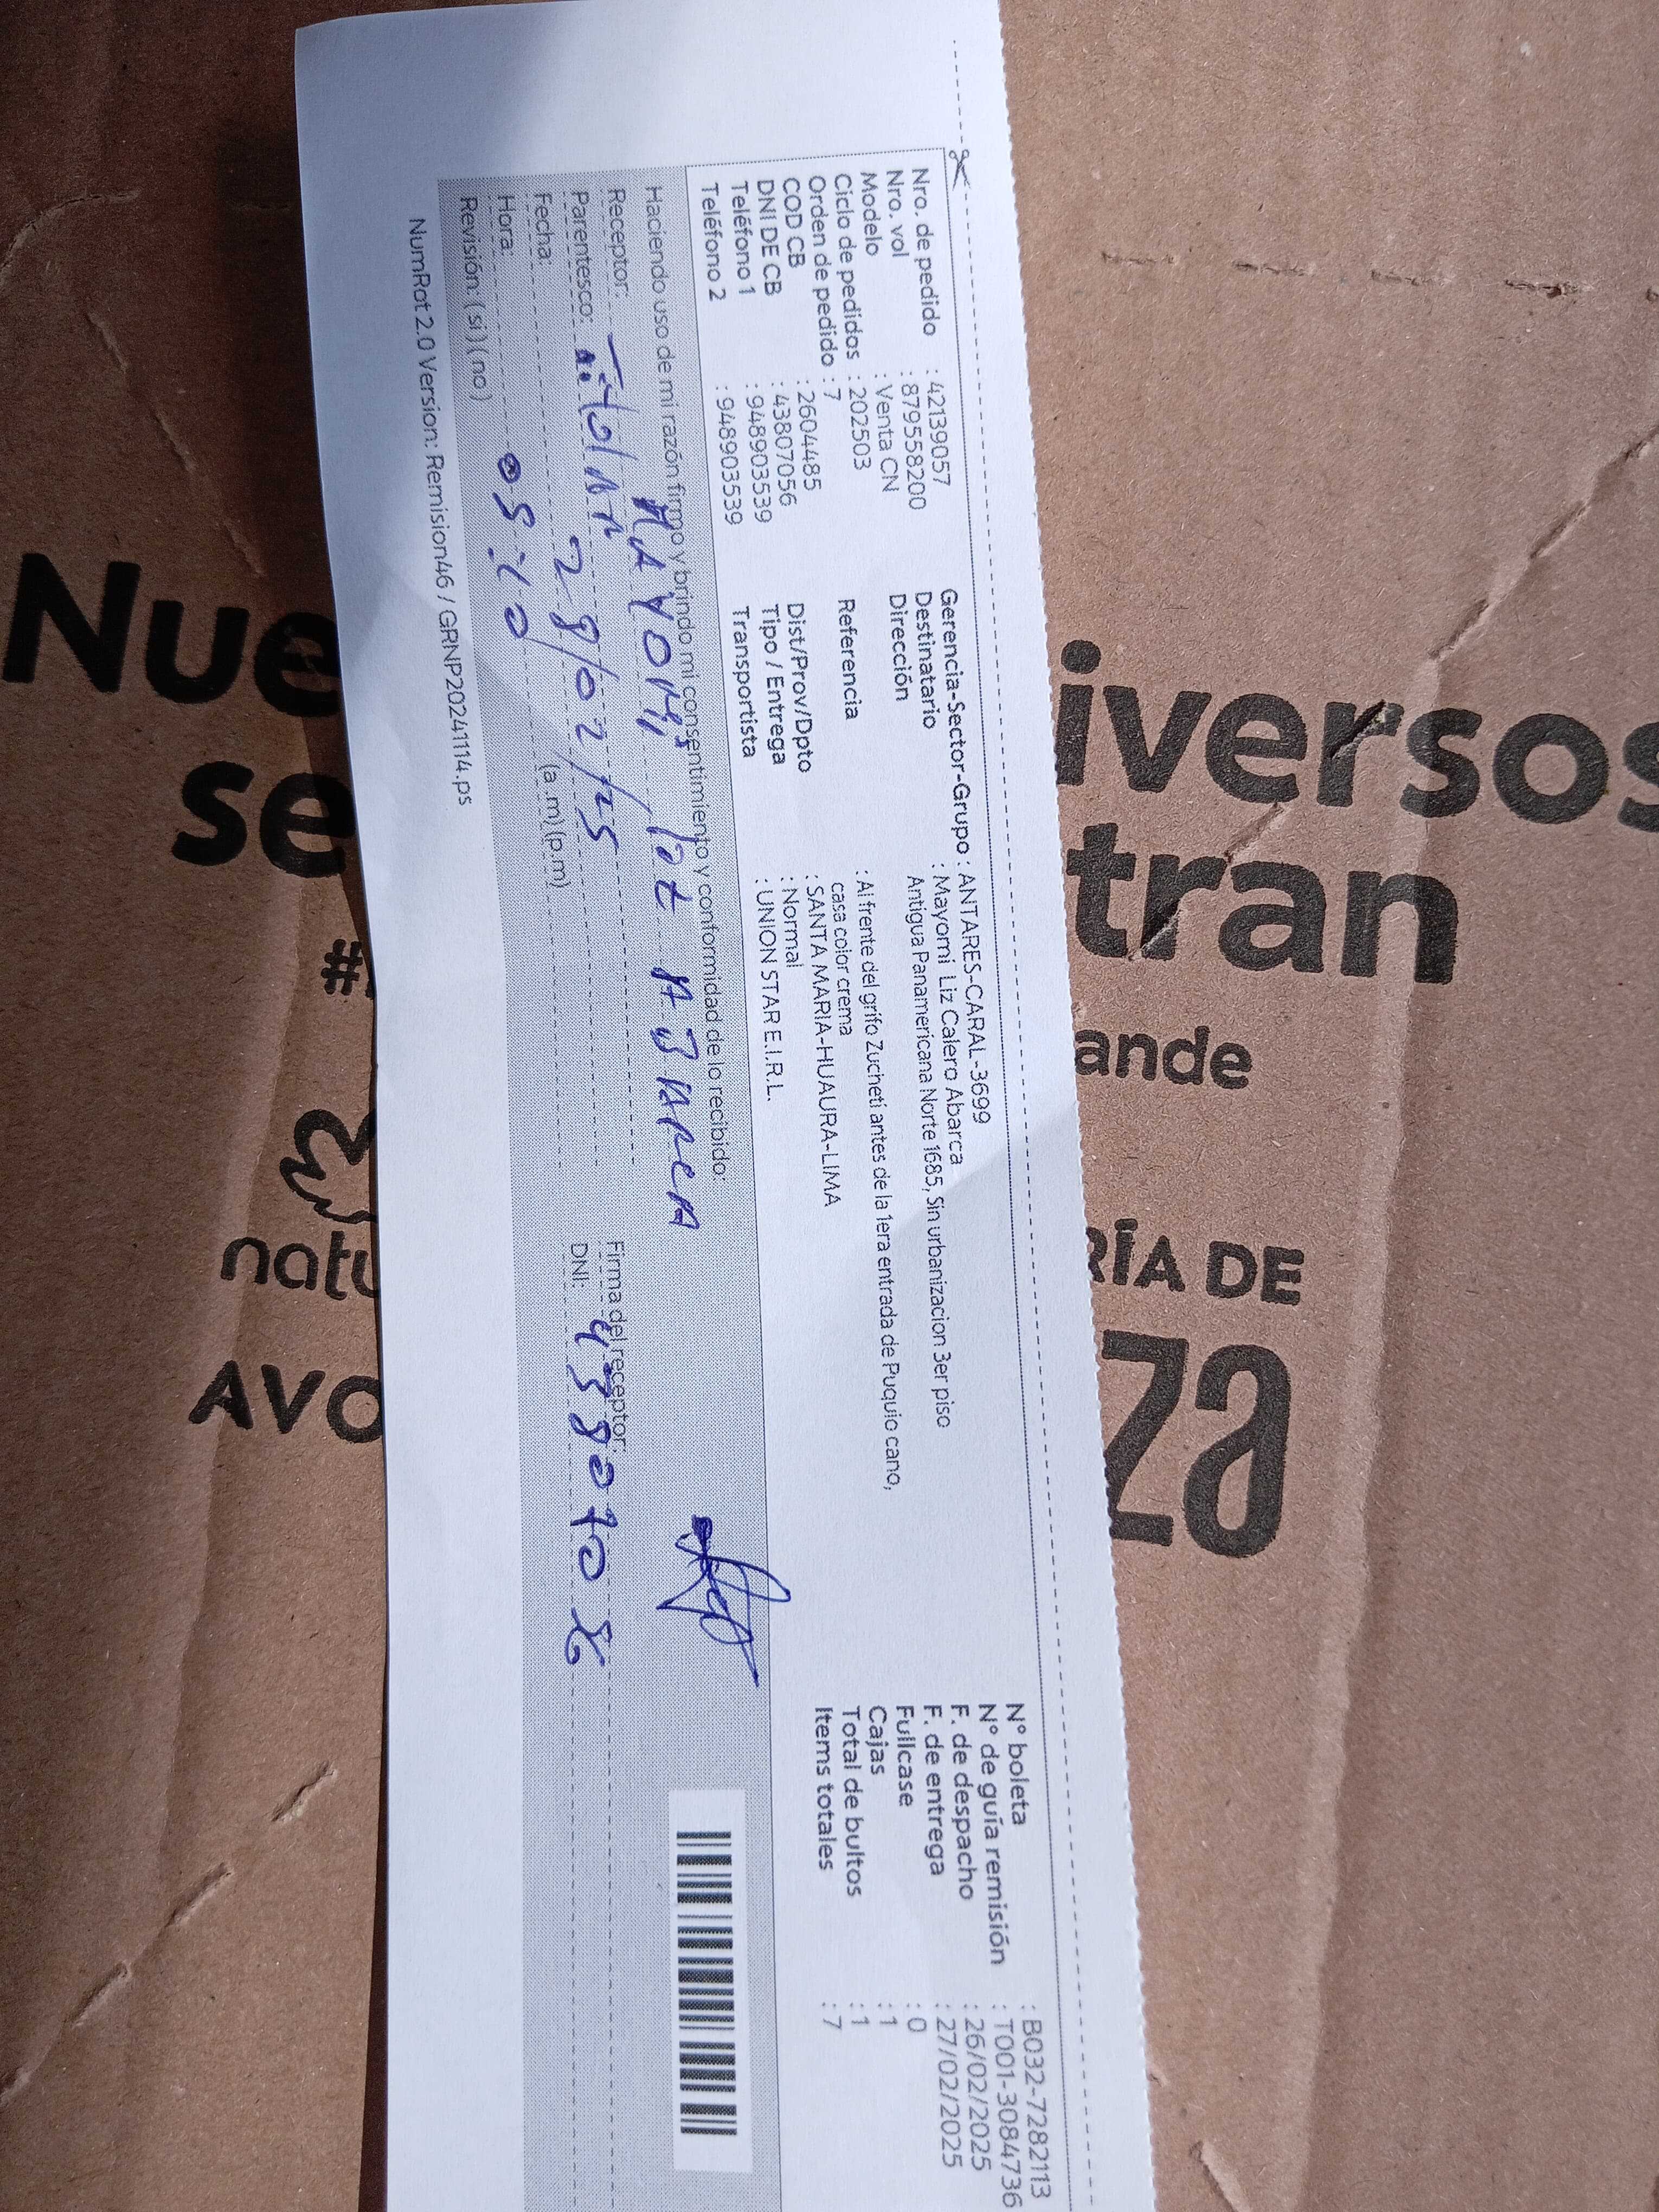 Nro. de pedido : 42139057
Nro. vol : 879558200
Modelo : Venta CN
Ciclo de pedidos : 202503
Orden de pedido : 7
COD CB : 2604485
DNI DE CB : 43807056
Teléfono 1 : 948903539
Teléfono 2 : 948903539
Gerencia-Sector-Grupo : ANTARES-CARAL-3699
Destinatario : Mayomi Liz Calero Abarca
Dirección Antigua Panamericana Norte 1685, Sin urbanizacion 3er piso
Referencia : Al frente del grifo Zucheti antes de la 1era entrada de Puquio cano,
casa color crema
Dist/Prov/Dpto : SANTA MARIA-HUAURA-LIMA
Tipo / Entrega : Normal
Transportista : UNION STAR E.I.R.L.
N° boleta : B032-7282113
N° de guía remisión : T001-3084736
F. de despacho : 26/02/2025
F. de entrega : 27/02/2025
Fullcase : 0
Cajas : 1
Total de bultos : 1
Items totales : 7
Haciendo uso de mi razón firmo y brindo mi consentimiento y conformidad de lo recibido:
Receptor:
Parentesco: Titular
Fecha: 28/02/25
Hora: 05:10 (a.m) (p.m)
Revisión: ( si ) ( no )
Firma del receptor:
DNI:
NumRot 2.0 Version: Remision46 / GRNP20241114.ps
Nue
iversos
se
tran
#
ande
natu
RÍA DE
AVO
za